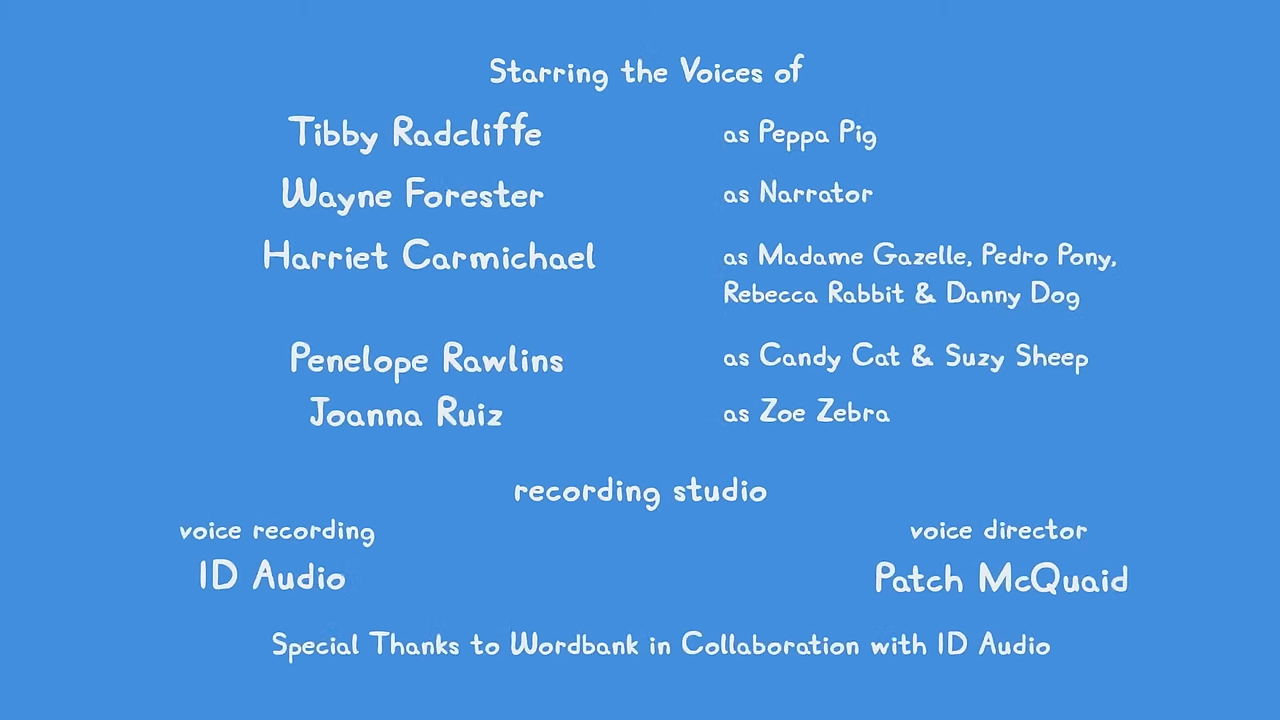 Starring the Voices of
Tibby Radcliffe as Peppa Pig
Wayne Forester as Narrator
Harriet Carmichael as Madame Gazelle, Pedro Pony,
Rebecca Rabbit & Danny Dog
Penelope Rawlins as Candy Cat & Suzy Sheep
Joanna Ruiz as Zoe Zebra
recording studio
voice recording voice director
ID Audio Patch McQuaid
Special Thanks to Wordbank in Collaboration with ID Audio